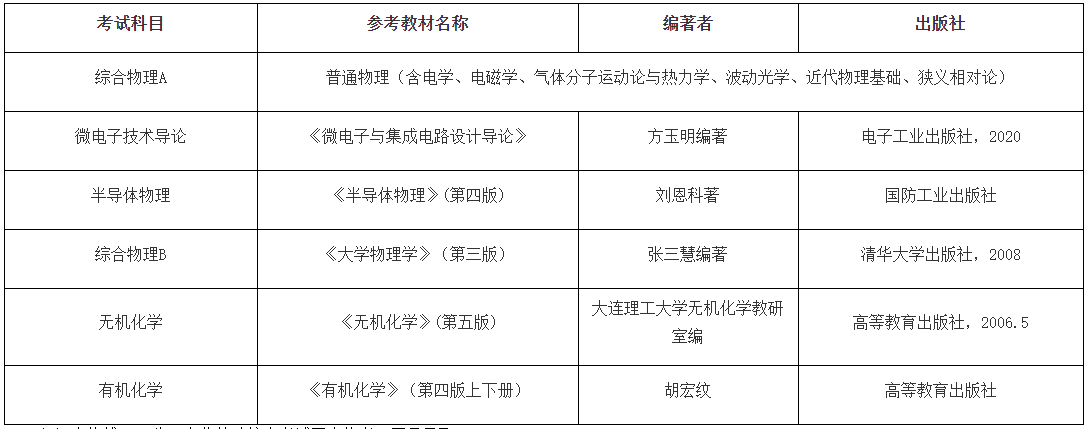 考试科目 参考教材名称 编著者 出版社
综合物理A 普通物理（含电学、电磁学、气体分子运动论与热力学、波动光学、近代物理基础、狭义相对论）
微电子技术导论 《微电子与集成电路设计导论》 方玉明编著 电子工业出版社，2020
半导体物理 《半导体物理》(第四版) 刘恩科著 国防工业出版社
综合物理B 《大学物理学》（第三版） 张三慧编著 清华大学出版社，2008
无机化学 《无机化学》(第五版) 大连理工大学无机化学教研
室编 高等教育出版社，2006.5
有机化学 《有机化学》（第四版上下册） 胡宏纹 高等教育出版社